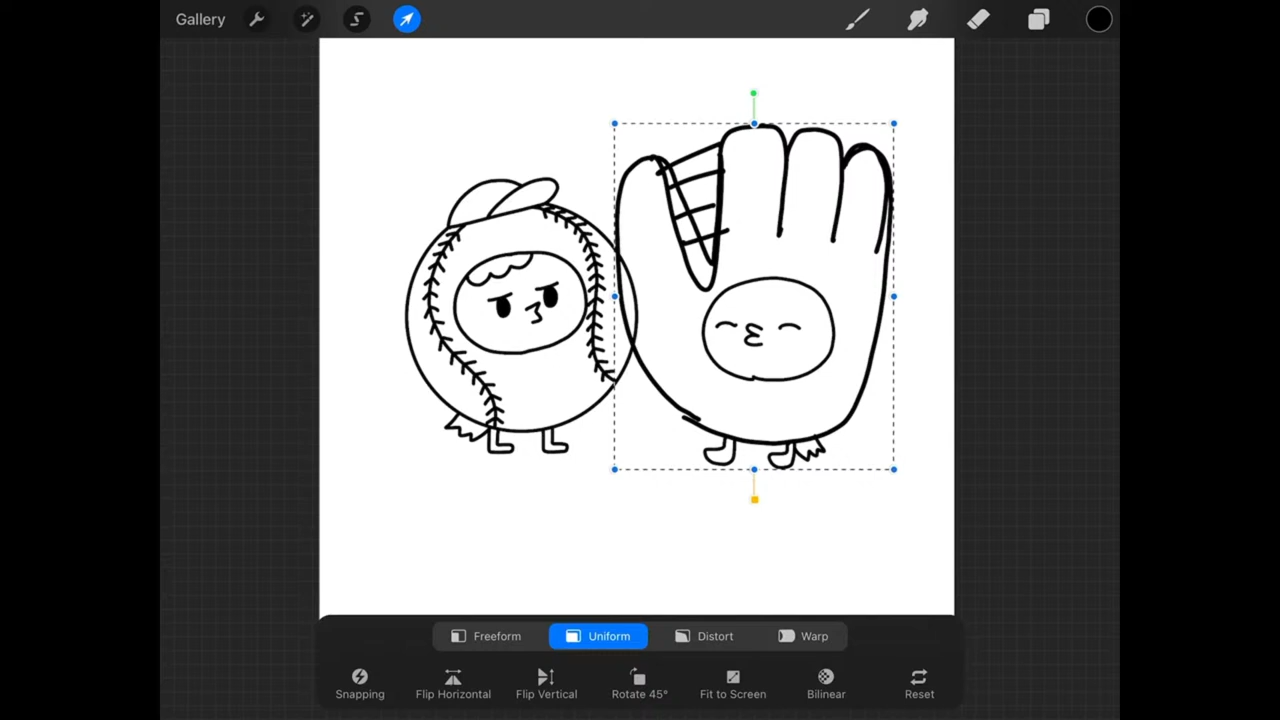 Gallery
Freeform Uniform Distort Warp
Snapping Flip Horizontal Flip Vertical Rotate 45° Fit to Screen Bilinear Reset